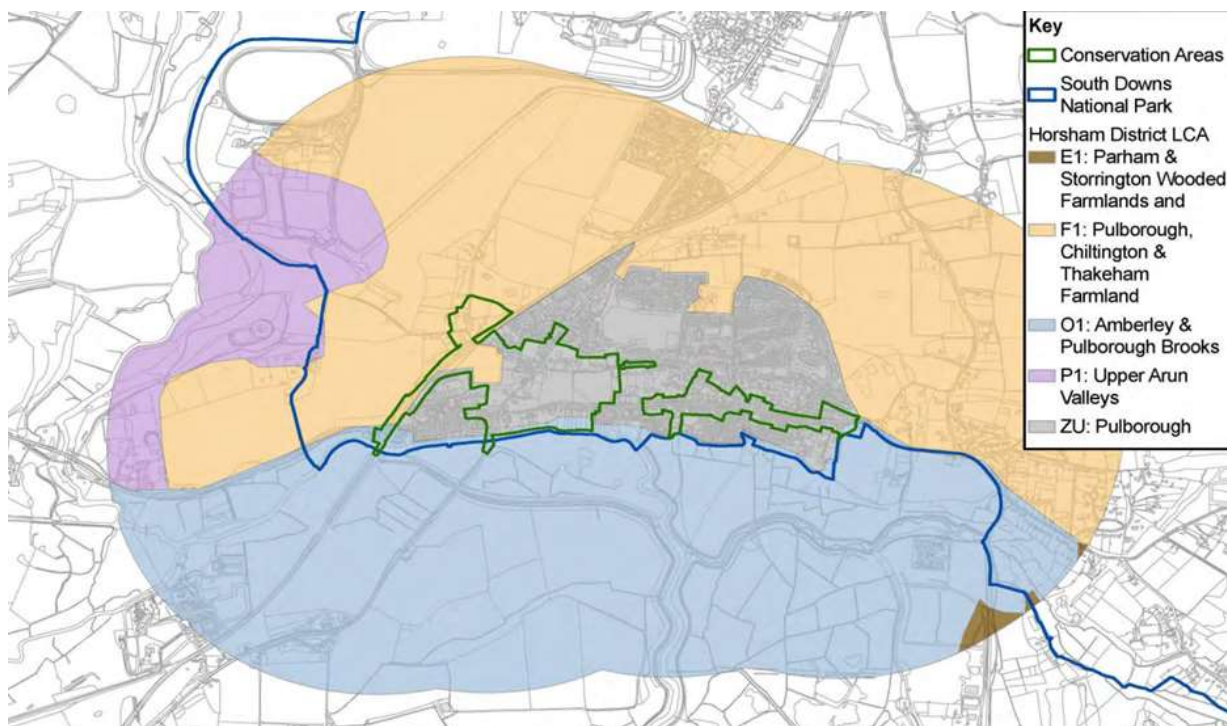 Key
Conservation Areas
South Downs
National Park
Horsham District LCA
E1: Parham &
Storrington Wooded
Farmlands and
F1: Pulborough,
Chiltington &
Thakeham
Farmland
O1: Amberley &
Pulborough Brooks
P1: Upper Arun
Valleys
ZU: Pulborough